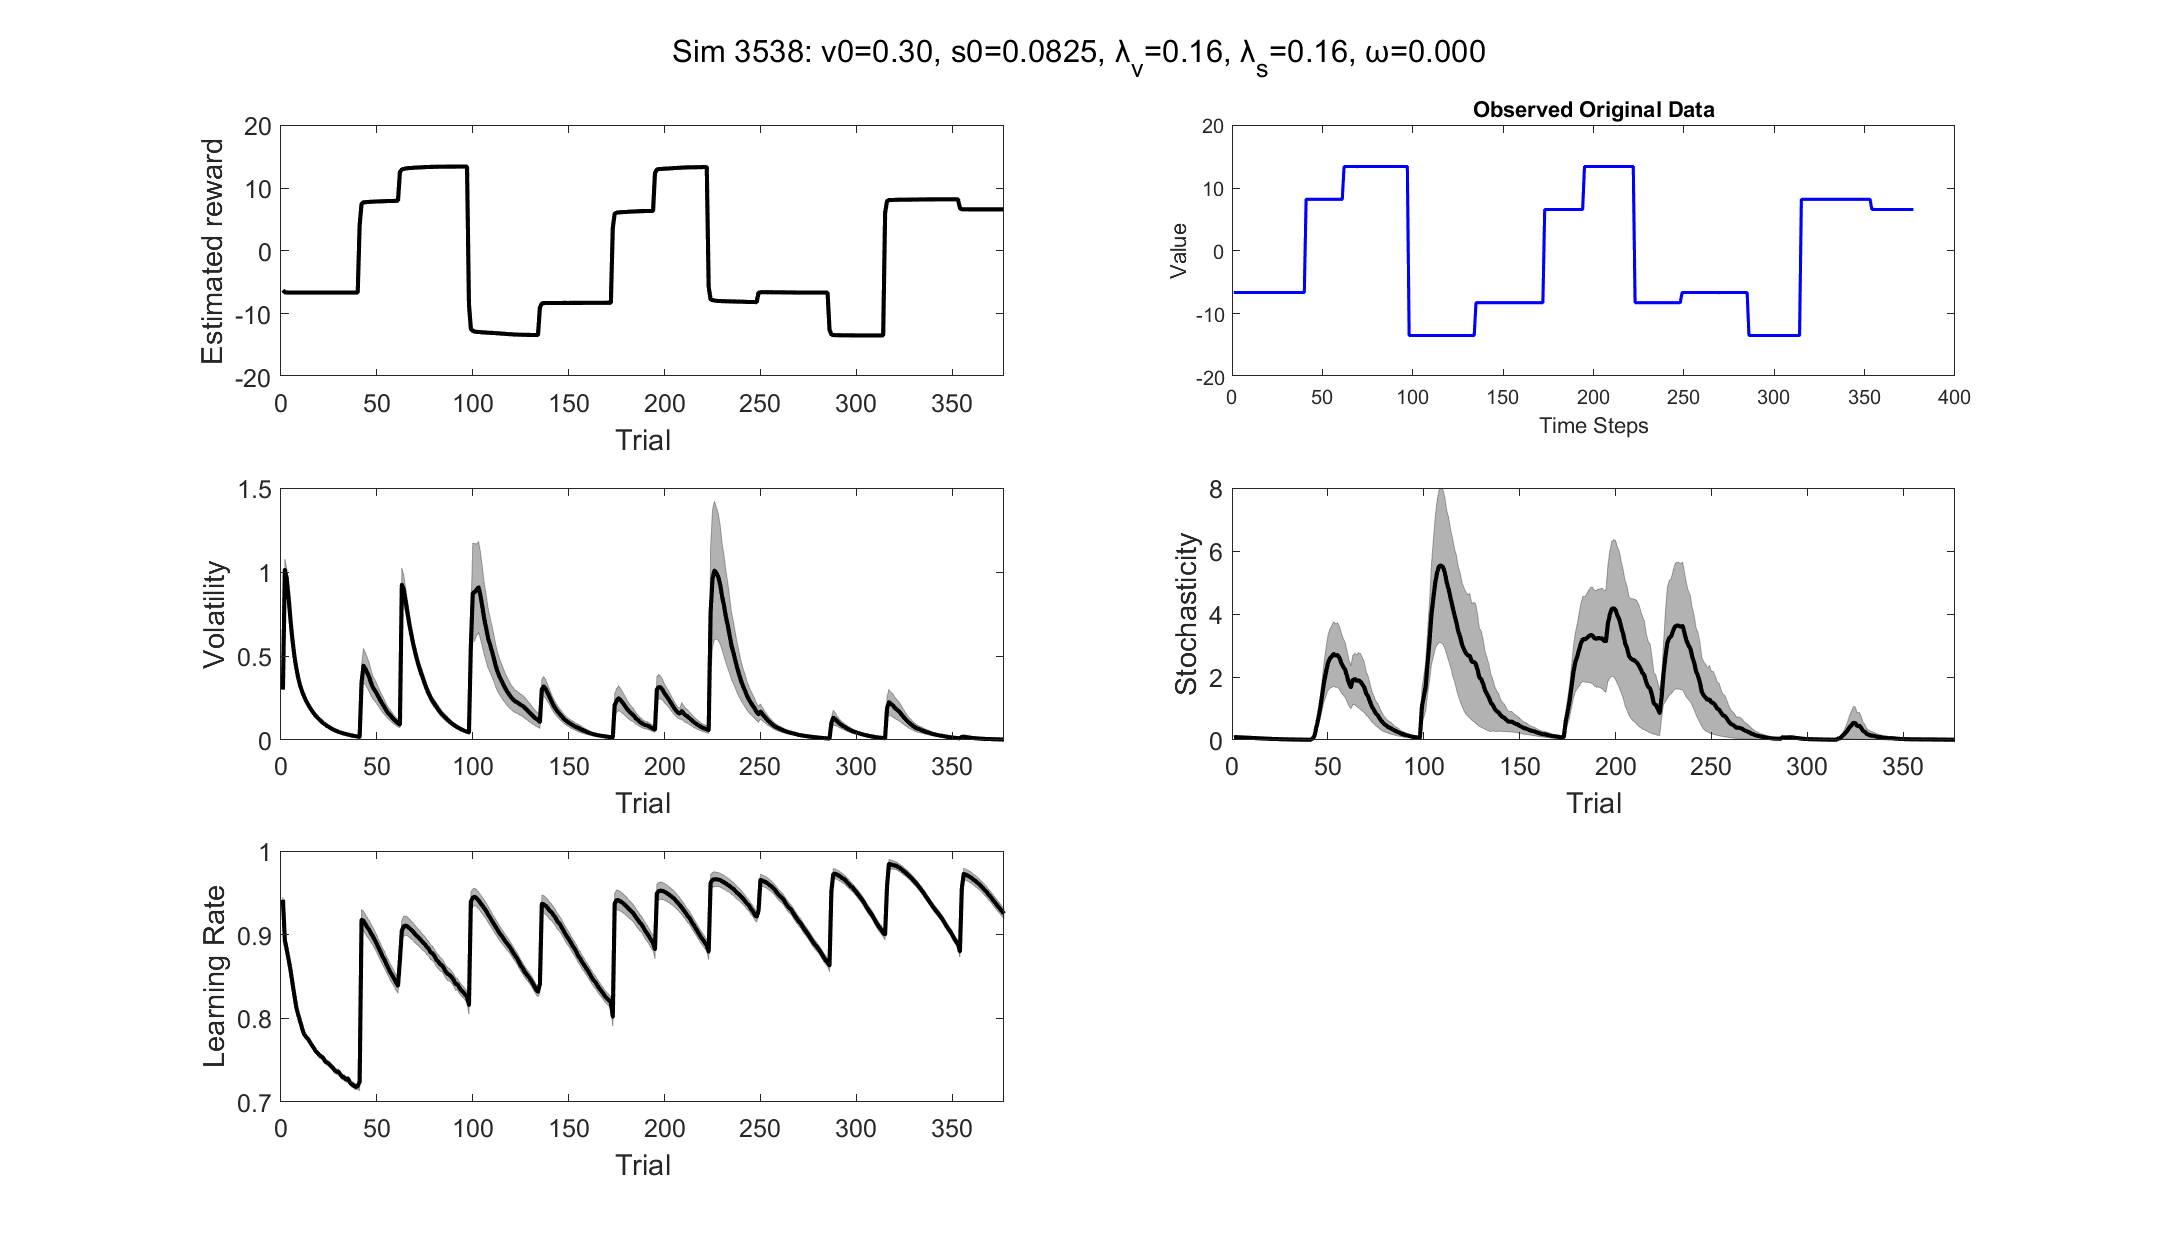 Sim 3538: v0=0.30, s0=0.0825, λv=0.16, λs=0.16, ω=0.000
Estimated reward
20
10
0
-10
-20
0 50 100 150 200 250 300 350
Trial
Observed Original Data
Value
20
10
0
-10
-20
0 50 100 150 200 250 300 350 400
Time Steps
Volatility
1.5
1
0.5
0
0 50 100 150 200 250 300 350
Trial
Stochasticity
8
6
4
2
0
0 50 100 150 200 250 300 350
Trial
Learning Rate
1
0.9
0.8
0.7
0 50 100 150 200 250 300 350
Trial